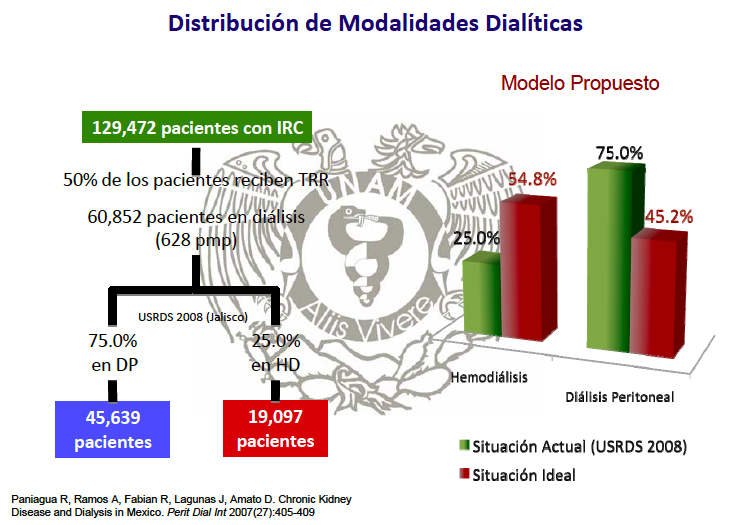 Distribución de Modalidades Dialíticas
129,472 pacientes con IRC
50% de los pacientes reciben TRR
60,852 pacientes en diálisis
(628 pmp)
USRDS 2008 (Jalisco)
75.0%
en DP
25.0%
en HD
45,639
pacientes
19,097
pacientes
Modelo Propuesto
25.0%
54.8%
75.0%
45.2%
Hemodiálisis
Diálisis Peritoneal
Situación Actual (USRDS 2008)
Situación Ideal
UNAM
Aliis Vivere
Paniagua R, Ramos A, Fabian R, Lagunas J, Amato D. Chronic Kidney
Disease and Dialysis in Mexico. Perit Dial Int 2007(27):405-409